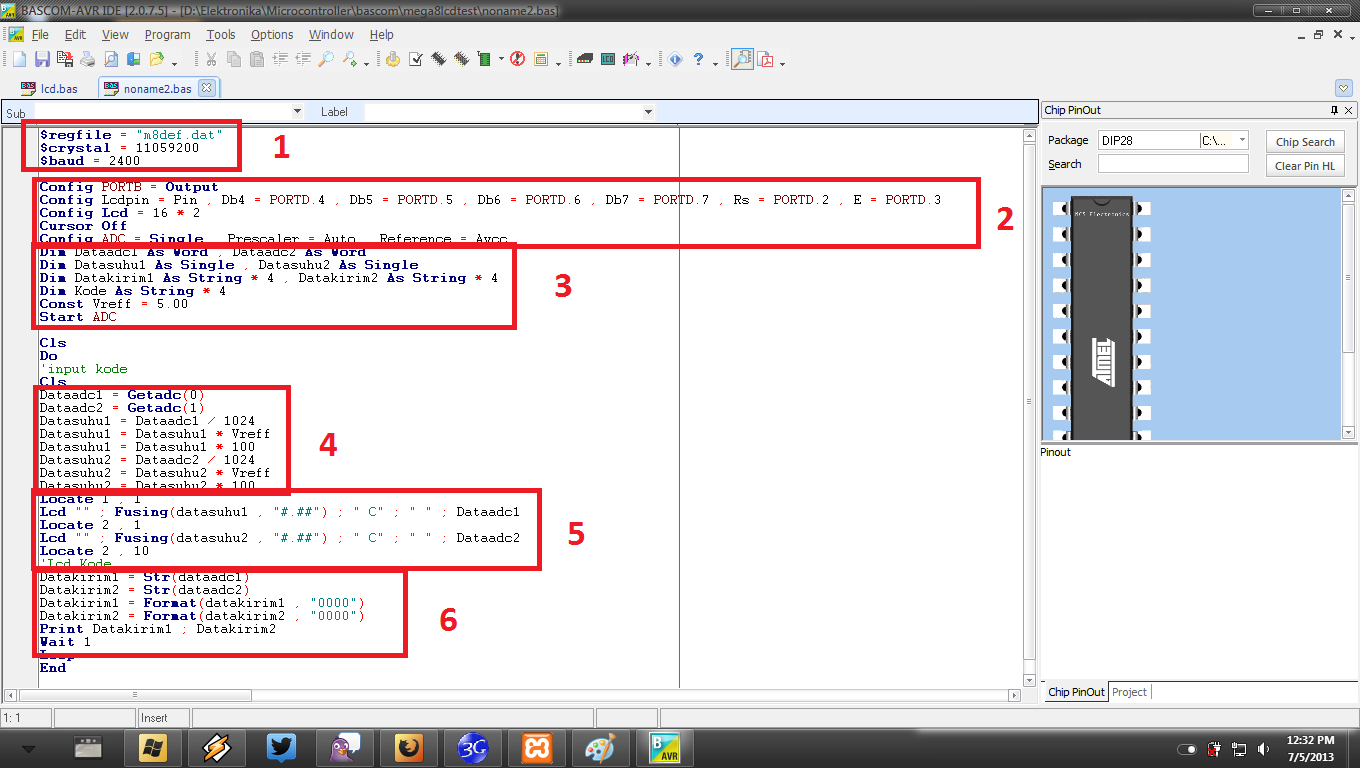 BASCOM-AVR IDE [2.0.7.5] - [D:\Elektronika\Microcontroller\bascom\mega8lcdtest\noname2.bas]
File Edit View Program Tools Options Window Help
lcd.bas noname2.bas
Sub Label
$regfile = "m8def.dat"
$crystal = 11059200
$baud = 2400
1
Config PORTB = Output
Config Lcdpin = Pin , Db4 = PORTD.4 , Db5 = PORTD.5 , Db6 = PORTD.6 , Db7 = PORTD.7 , Rs = PORTD.2 , E = PORTD.3
Config Lcd = 16 * 2
Cursor Off
Config ADC = Single , Prescaler = Auto , Reference = Avcc
2
Dim Dataadc1 As Word , Dataadc2 As Word
Dim Datasuhu1 As Single , Datasuhu2 As Single
Dim Datakirim1 As String * 4 , Datakirim2 As String * 4
Dim Kode As String * 4
Const Vreff = 5.00
Start ADC
3
Cls
Do
'input kode
Cls
Dataadc1 = Getadc(0)
Dataadc2 = Getadc(1)
Datasuhu1 = Dataadc1 / 1024
Datasuhu1 = Datasuhu1 * Vreff
Datasuhu1 = Datasuhu1 * 100
Datasuhu2 = Dataadc2 / 1024
Datasuhu2 = Datasuhu2 * Vreff
Datasuhu2 = Datasuhu2 * 100
4
Locate 1 , 1
Lcd "" ; Fusing(datasuhu1 , "#.##") ; " C" ; " " ; Dataadc1
Locate 2 , 1
Lcd "" ; Fusing(datasuhu2 , "#.##") ; " C" ; " " ; Dataadc2
Locate 2 , 10
'Lcd Kode
5
Datakirim1 = Str(dataadc1)
Datakirim2 = Str(dataadc2)
Datakirim1 = Format(datakirim1 , "0000")
Datakirim2 = Format(datakirim2 , "0000")
Print Datakirim1 ; Datakirim2
Wait 1
6
Loop
End
Chip PinOut
Package DIP28 C:\... Chip Search
Search Clear Pin HL
MCS Electronics
ATMEL
Pinout
Chip PinOut Project
1: 1 Insert
3G
B AVR
12:32 PM
7/5/2013